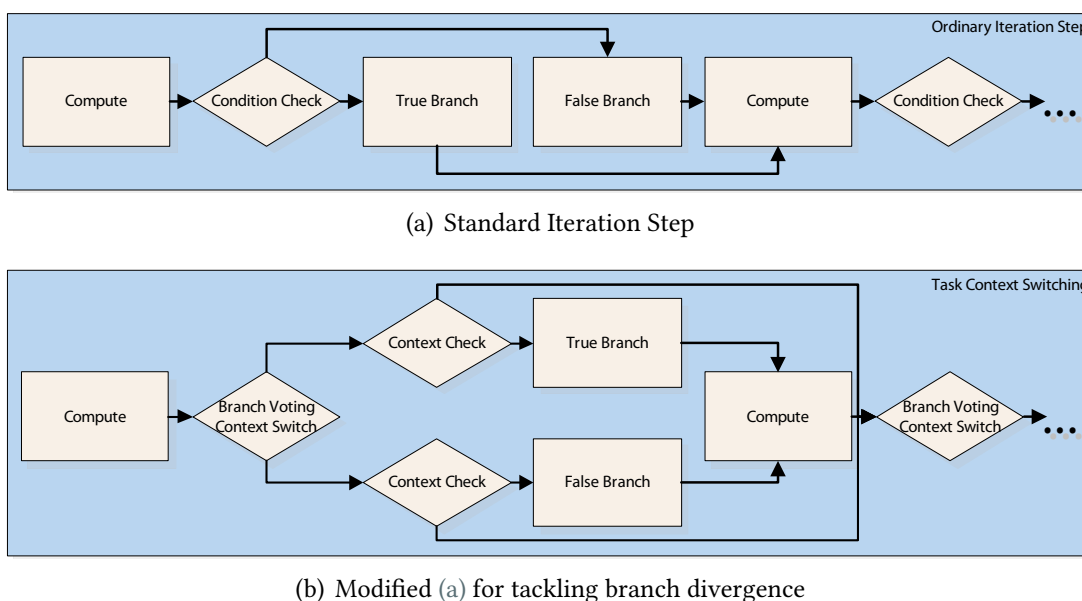 Ordinary Iteration Step
Compute
Condition Check
True Branch
False Branch
Compute
Condition Check
(a) Standard Iteration Step
Task Context Switching
Compute
Branch Voting
Context Switch
Context Check
True Branch
Context Check
False Branch
Compute
Branch Voting
Context Switch
(b) Modified (a) for tackling branch divergence